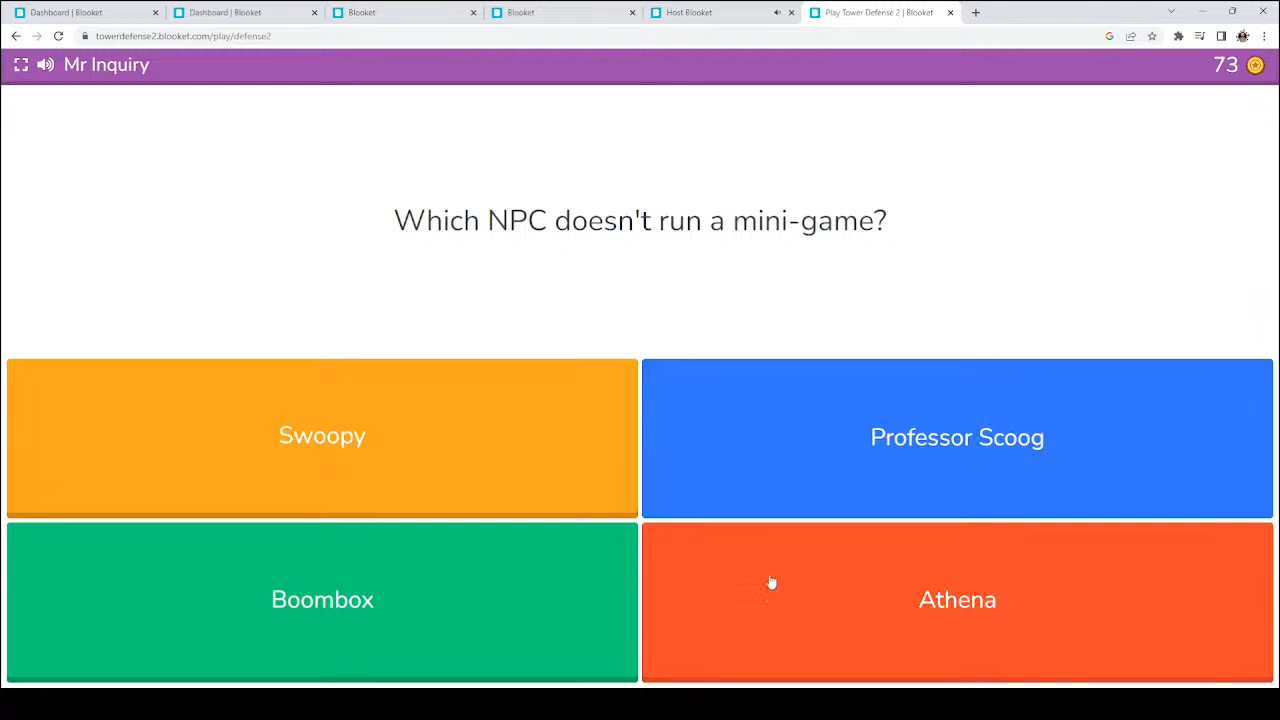 Dashboard | Blooket
Dashboard | Blooket
Blooket
Blooket
Host Blooket
Play Tower Defense 2 | Blooket
towerdefense2.blooket.com/play/defense2
Mr Inquiry
73
Which NPC doesn't run a mini-game?
Swoopy
Professor Scoog
Boombox
Athena